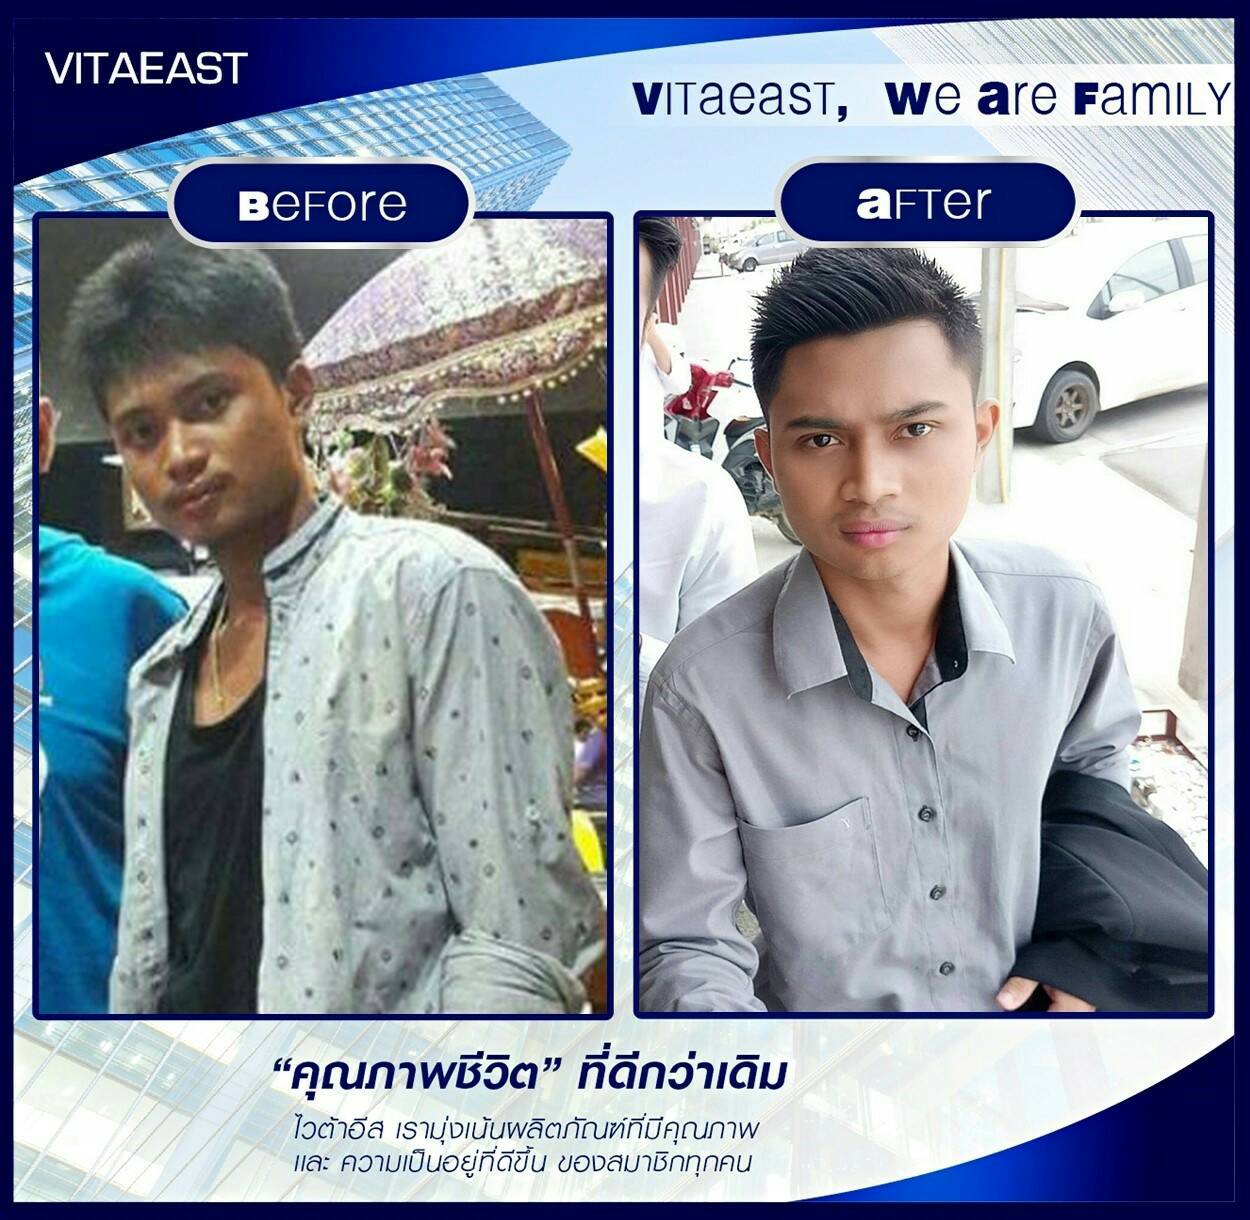 VITAEAST
VITaeasT, We are FamILY
BeFore
aFTer
“คุณภาพชีวิต” ที่ดีกว่าเดิม
ไวต้าอีส เรามุ่งเน้นผลิตภัณฑ์ที่มีคุณภาพ
และ ความเป็นอยู่ที่ดีขึ้น ของสมาชิกทุกคน